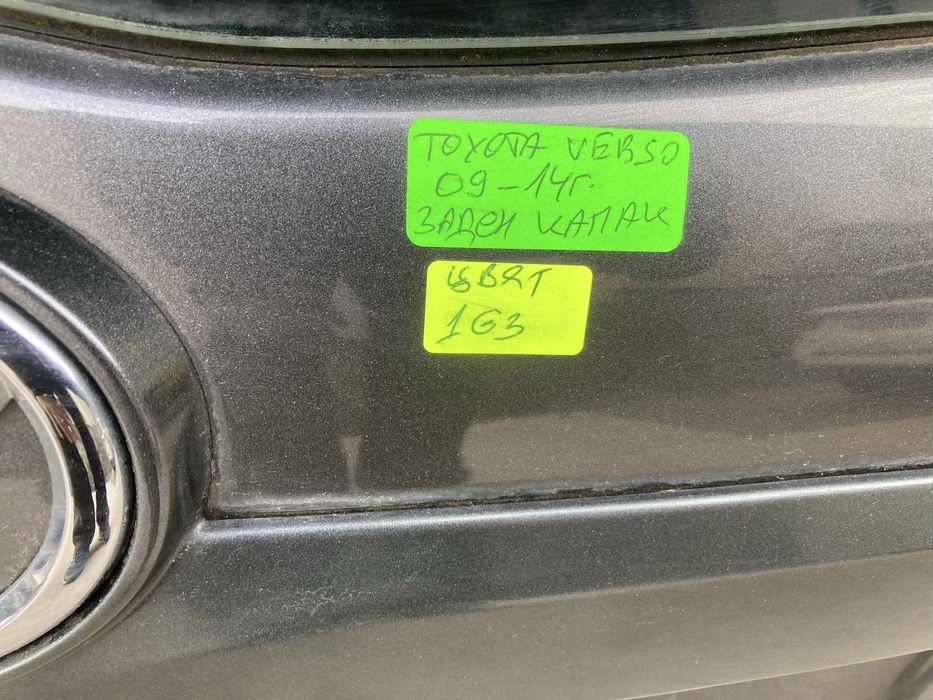 TOYOTA VERSO
09-14г.
ЗАДЕН КАПАК
ЦВЯТ
1G3